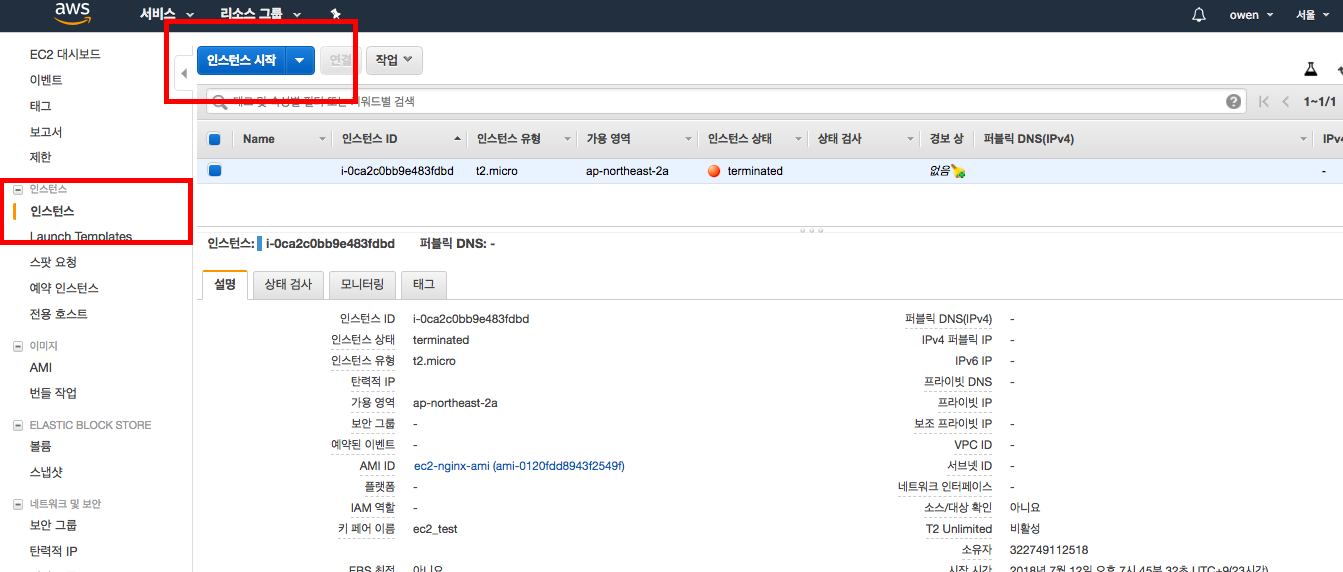 aws 서비스 리소스 그룹 owen 서울
EC2 대시보드
이벤트
태그
보고서
제한
인스턴스
인스턴스
Launch Templates
스팟 요청
예약 인스턴스
전용 호스트
이미지
AMI
번들 작업
ELASTIC BLOCK STORE
볼륨
스냅샷
네트워크 및 보안
보안 그룹
탄력적 IP
인스턴스 시작 연결 작업
태그 및 속성별 필터 또는 키워드별 검색 1~1/1
Name 인스턴스 ID 인스턴스 유형 가용 영역 인스턴스 상태 상태 검사 경보 상 퍼블릭 DNS(IPv4) IPv4
i-0ca2c0bb9e483fdbd t2.micro ap-northeast-2a terminated 없음 -
인스턴스: i-0ca2c0bb9e483fdbd 퍼블릭 DNS: -
설명 상태 검사 모니터링 태그
인스턴스 ID i-0ca2c0bb9e483fdbd 퍼블릭 DNS(IPv4) -
인스턴스 상태 terminated IPv4 퍼블릭 IP -
인스턴스 유형 t2.micro IPv6 IP -
탄력적 IP 프라이빗 DNS -
가용 영역 ap-northeast-2a 프라이빗 IP -
보안 그룹 - 보조 프라이빗 IP -
예약된 이벤트 - VPC ID -
AMI ID ec2-nginx-ami (ami-0120fdd8943f2549f) 서브넷 ID -
플랫폼 - 네트워크 인터페이스 -
IAM 역할 - 소스/대상 확인 아니요
키 페어 이름 ec2_test T2 Unlimited 비활성
소유자 322749112518
EBS 최적 아니요 시작 시간 2018년 7월 12일 오후 7시 45분 32초 UTC+9(23시간)